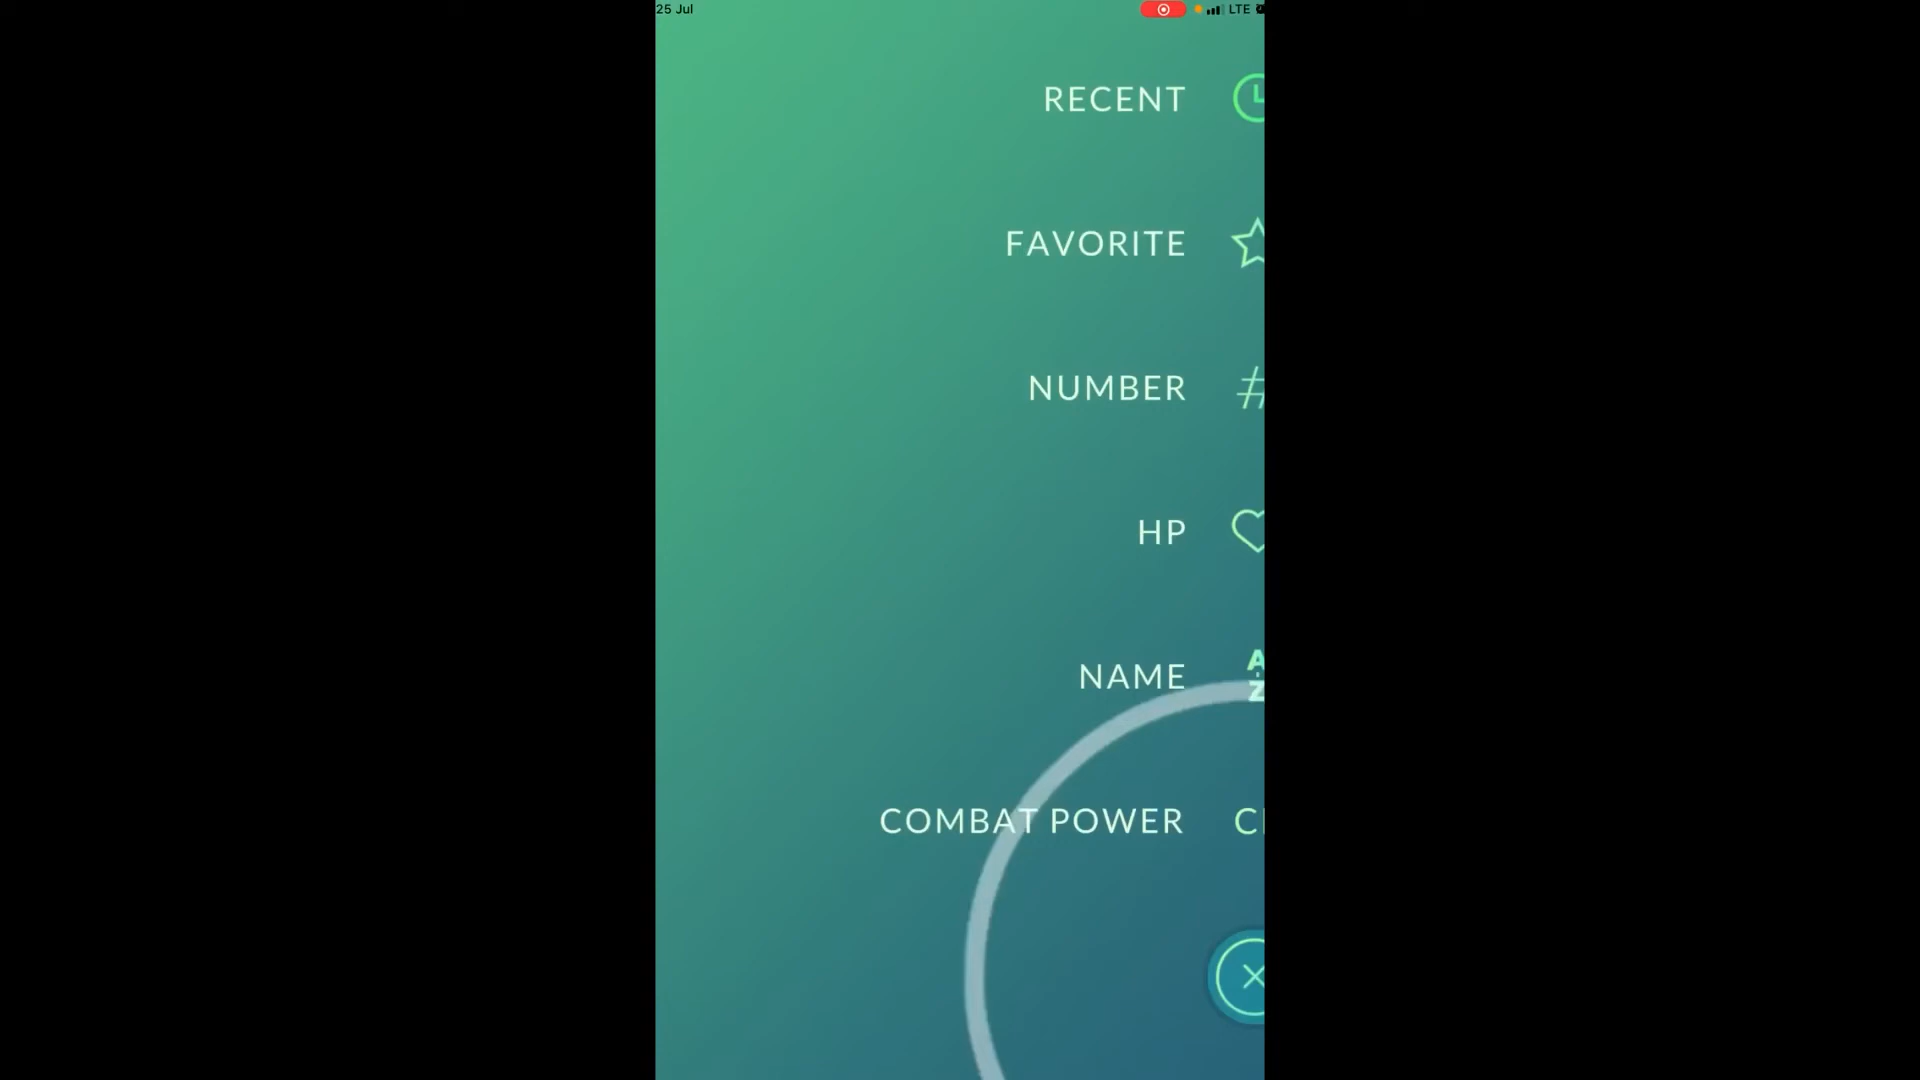 25 Jul
LTE
RECENT
FAVORITE
NUMBER #
HP
NAME A-Z
COMBAT POWER C